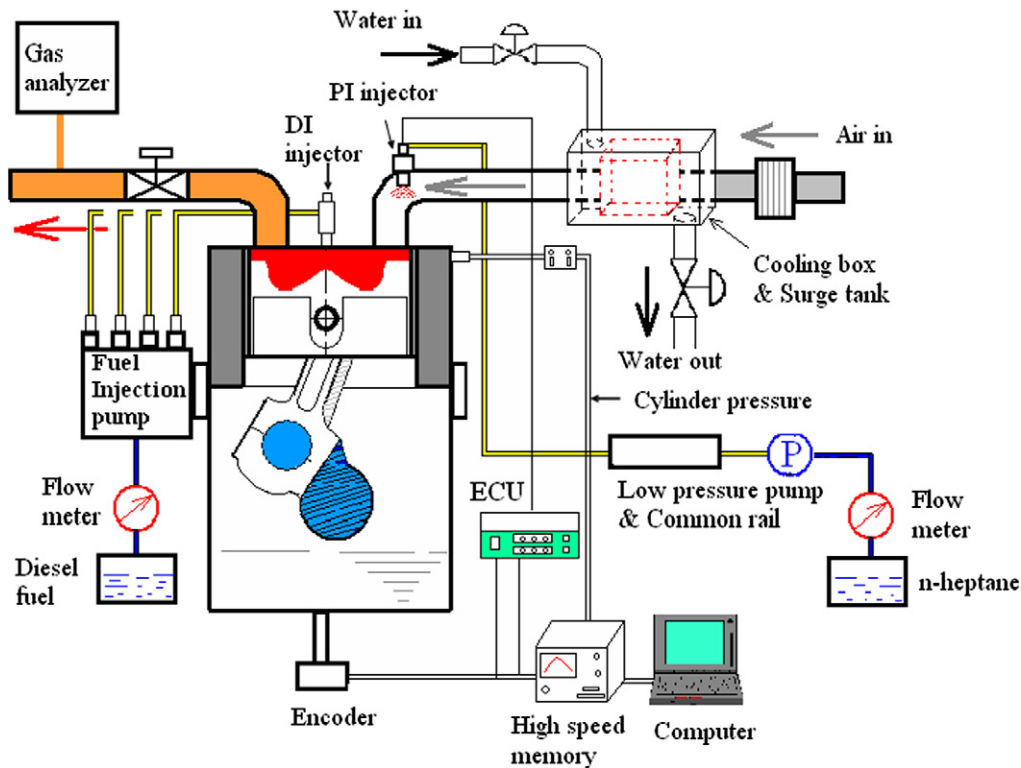 Water in
Gas
analyzer
PI injector
DI
injector
Air in
Cooling box
& Surge tank
Water out
Fuel
Injection
pump
Cylinder pressure
P
Flow
meter
ECU
Low pressure pump
& Common rail
Flow
meter
Diesel
fuel
n-heptane
Encoder
High speed
memory
Computer